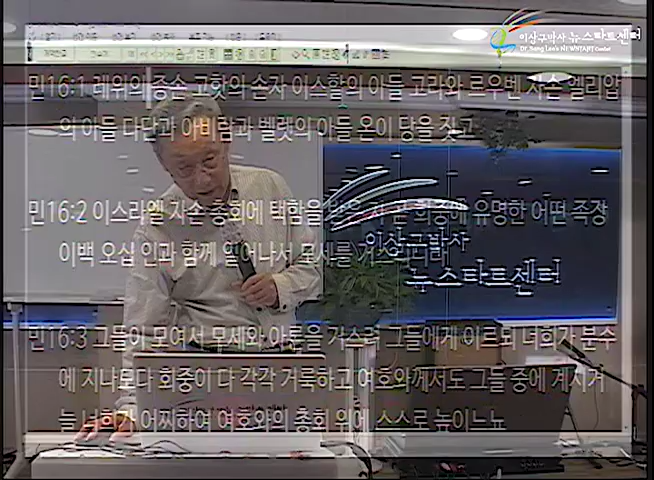 이상구박사 뉴스타트센터
Dr. Sang Lee's NEWSTART Center
민16:1 레위의 증손 고핫의 손자 이스할의 아들 고라와 르우벤 자손 엘리압
의 아들 다단과 아비람과 벨렛의 아들 온이 당을 짓고
민16:2 이스라엘 자손 총회에 택함을 회중에 유명한 어떤 족장
이백 오십 인과 함께 일어나서 모세를
이상구박사
뉴스타트센터
민16:3 그들이 모여서 모세와 아론을 거스려 그들에게 이르되 너희가 분수
에 지나도다 회중이 다 각각 거룩하고 여호와께서도 그들 중에 계시거
늘 너희가 어찌하여 여호와의 총회 위에 스스로 높이느뇨